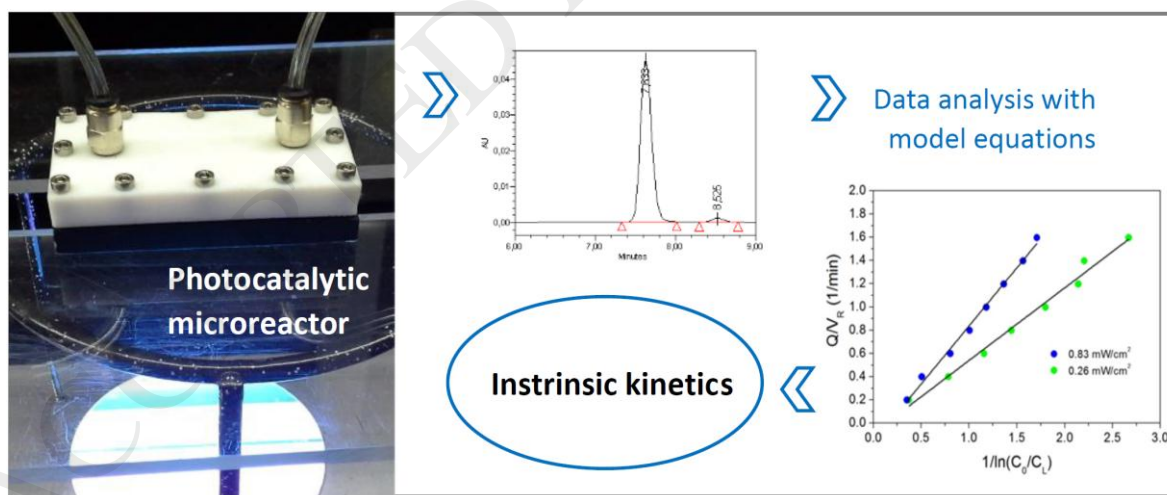 Photocatalytic
microreactor
0,04
0,03
0,02
0,01
0,00
AU
7,633
8,525
6,00 7,00 8,00 9,00
Minutes
Data analysis with
model equations
2.0
1.8
1.6
1.4
1.2
1.0
0.8
0.6
0.4
0.2
0.0
Q/V_R (1/min)
0.83 mW/cm²
0.26 mW/cm²
0.0 0.5 1.0 1.5 2.0 2.5 3.0
1/ln(C₀/C_L)
Instrinsic kinetics